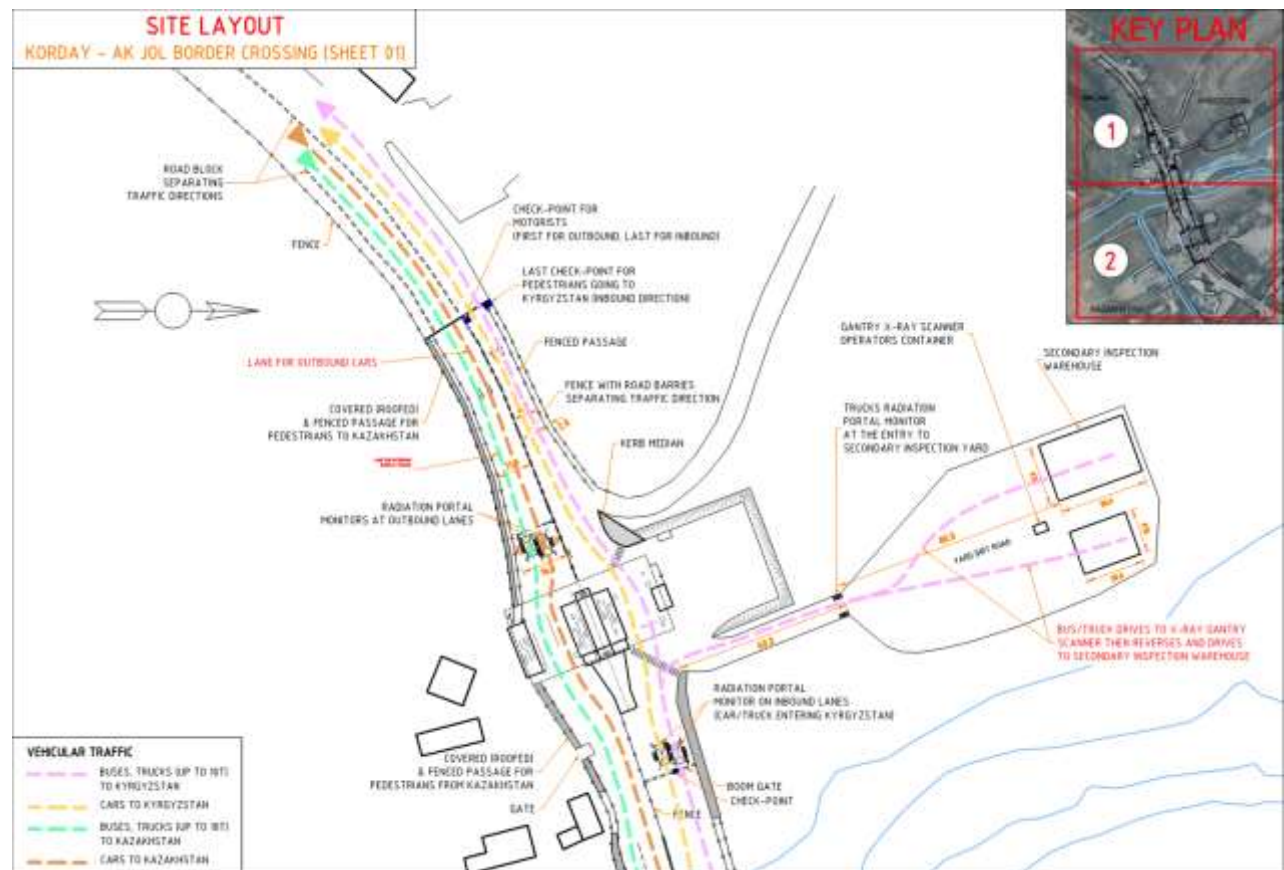 SITE LAYOUT
KORDAY - AK JOL BORDER CROSSING (SHEET 01)
KEY PLAN
1
2
ROAD BLOCK
SEPARATING
TRAFFIC DIRECTIONS
FENCE
CHECK-POINT FOR
MOTORISTS
(FIRST FOR OUTBOUND, LAST FOR INBOUND)
LAST CHECK-POINT FOR
PEDESTRIANS GOING TO
KYRGYZSTAN (INBOUND DIRECTION)
FENCED PASSAGE
LANE FOR OUTBOUND CARS
FENCE WITH ROAD BARRIES
SEPARATING TRAFFIC DIRECTION
COVERED (ROOFED)
& FENCED PASSAGE FOR
PEDESTRIANS TO KAZAKHSTAN
KERB MEDIAN
RADIATION PORTAL
MONITORS AT OUTBOUND LANES
GANTRY X-RAY SCANNER
OPERATORS CONTAINER
SECONDARY INSPECTION
WAREHOUSE
TRUCKS RADIATION
PORTAL MONITOR
AT THE ENTRY TO
SECONDARY INSPECTION YARD
YARD DIRT ROAD
BUS/TRUCK DRIVES TO X-RAY GANTRY
SCANNER THEN REVERSES AND DRIVES
TO SECONDARY INSPECTION WAREHOUSE
RADIATION PORTAL
MONITOR ON INBOUND LANES
(CAR/TRUCK ENTERING KYRGYZSTAN)
COVERED (ROOFED)
& FENCED PASSAGE FOR
PEDESTRIANS FROM KAZAKHSTAN
GATE
BOOM GATE
CHECK-POINT
FENCE
VEHICULAR TRAFFIC
BUSES, TRUCKS (UP TO 10T)
TO KYRGYZSTAN
CARS TO KYRGYZSTAN
BUSES, TRUCKS (UP TO 10T)
TO KAZAKHSTAN
CARS TO KAZAKHSTAN